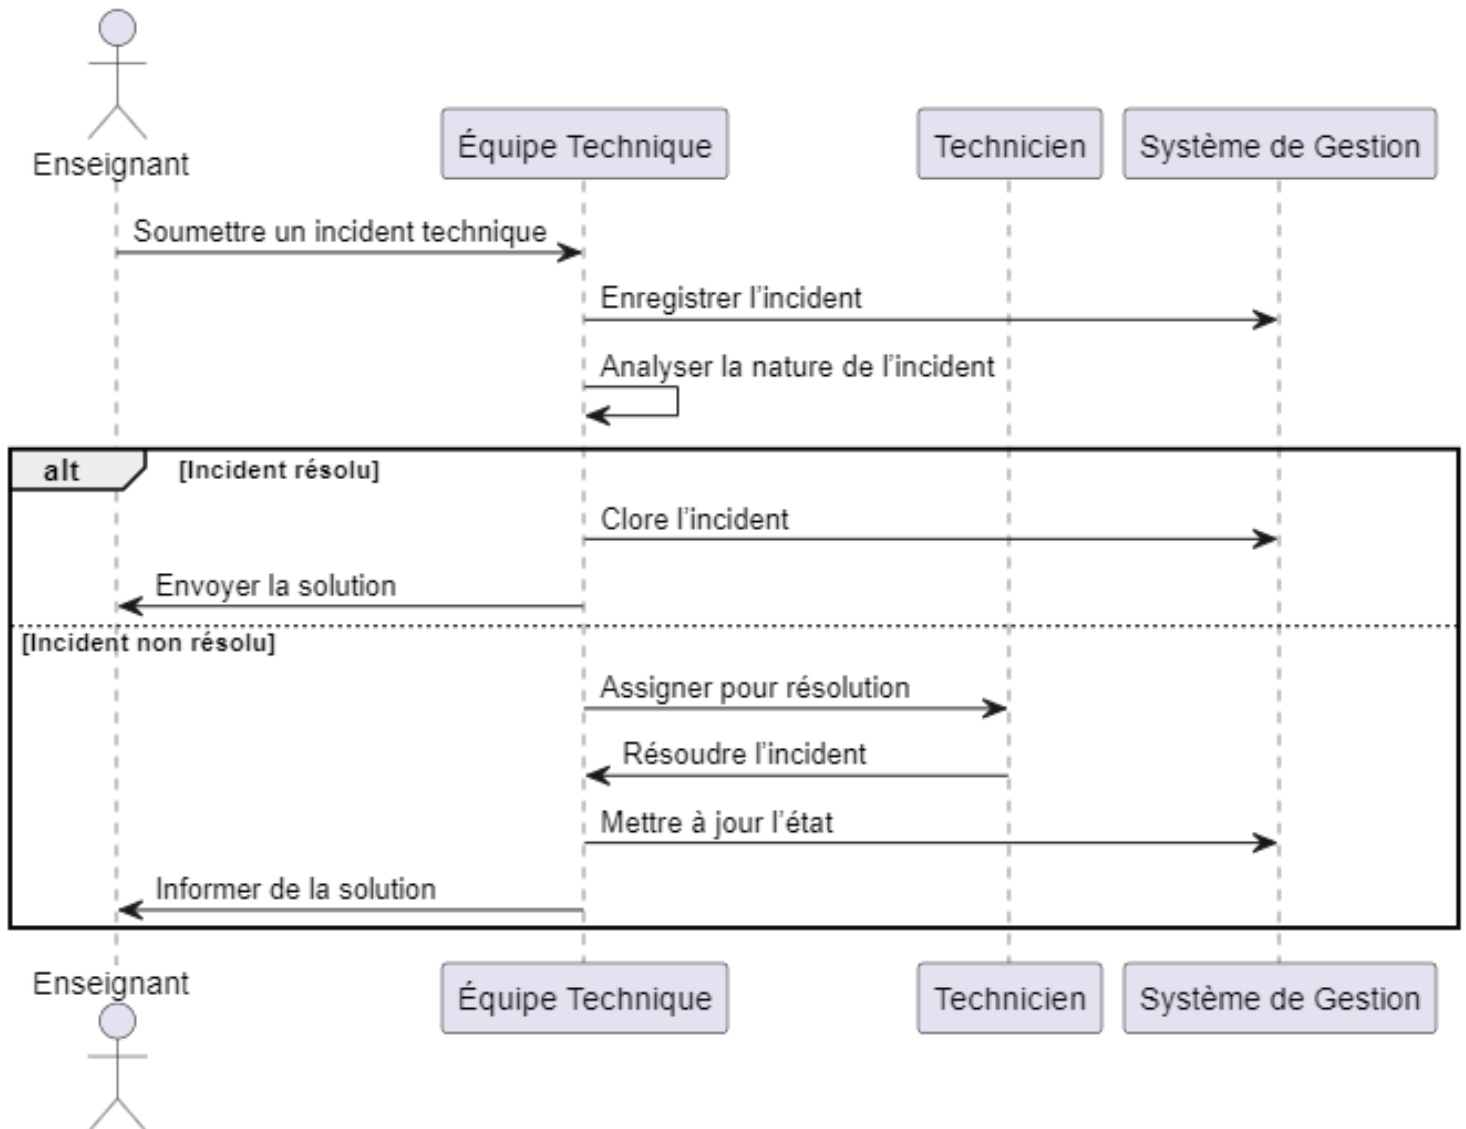 Enseignant
Équipe Technique
Technicien
Système de Gestion
Soumettre un incident technique
Enregistrer l'incident
Analyser la nature de l'incident
alt
[Incident résolu]
Clore l'incident
Envoyer la solution
[Incident non résolu]
Assigner pour résolution
Résoudre l'incident
Mettre à jour l'état
Informer de la solution
Enseignant
Équipe Technique
Technicien
Système de Gestion